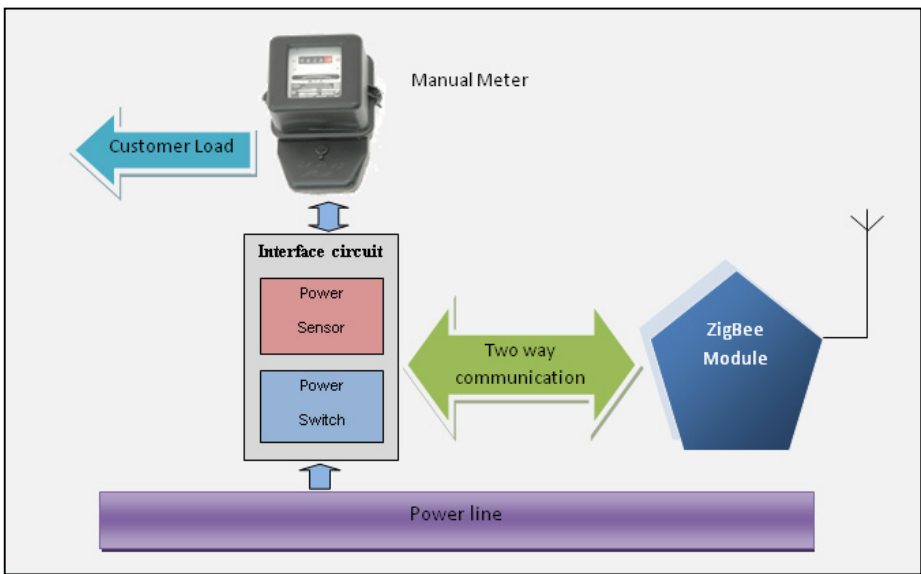 Manual Meter
Customer Load
Interface circuit
Power
Sensor
Power
Switch
Two way
communication
ZigBee
Module
Power line